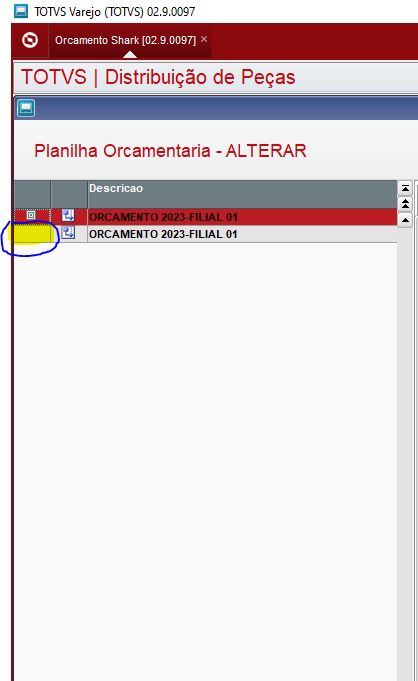 TOTVS Varejo (TOTVS) 02.9.0097
Orcamento Shark [02.9.0097] ×
TOTVS | Distribuição de Peças
Planilha Orcamentaria - ALTERAR
Descricao
ORCAMENTO 2023-FILIAL 01
ORCAMENTO 2023-FILIAL 01